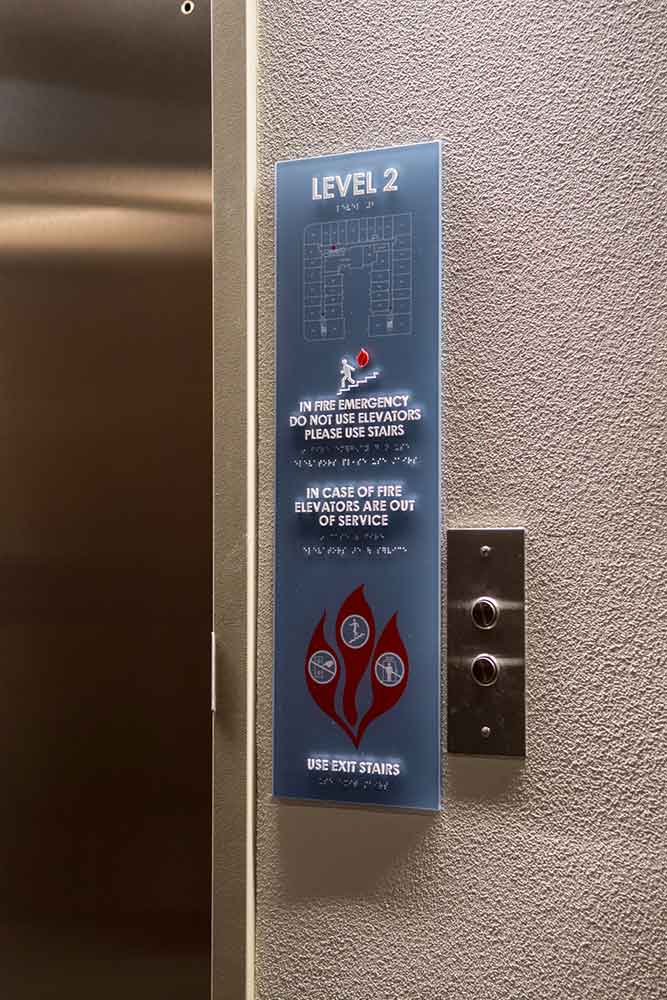 LEVEL 2
IN FIRE EMERGENCY
DO NOT USE ELEVATORS
PLEASE USE STAIRS
IN CASE OF FIRE
ELEVATORS ARE OUT
OF SERVICE
USE EXIT STAIRS